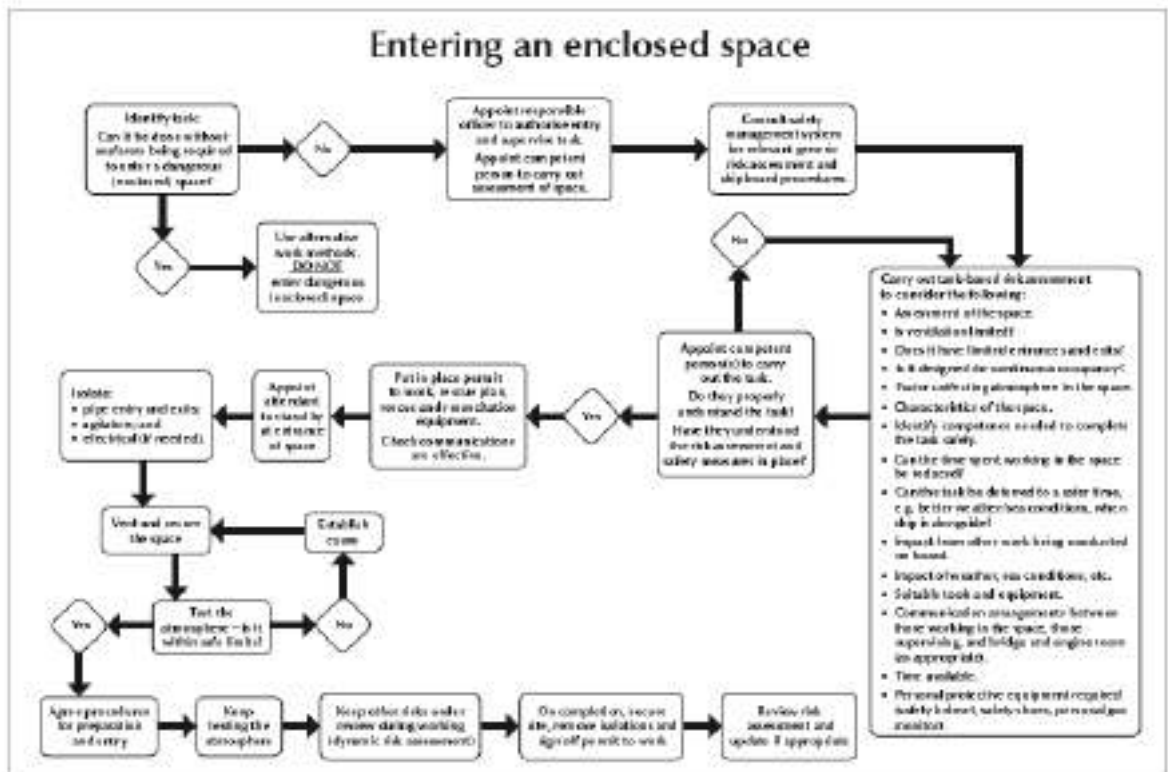 Entering an enclosed space
Identify task:
Can it be done without
seafarers being required
to enter a dangerous
(enclosed) space?
No
Appoint responsible
officer to authorise entry
and supervise task.
Appoint competent
person to carry out
assessment of space.
Consult safety
management system
for relevant generic
risk assessment and
shipboard procedures.
Yes
Use alternative
work methods.
DO NOT
enter dangerous
(enclosed) space
No
Carry out task-based risk assessment
to consider the following:
• Assessment of the space
• Is ventilation limited?
• Does it have limited entrances and exits?
• Is it designed for continuous occupancy?
• Factor affecting atmosphere in the space.
• Characteristics of the space.
• Identify competence needed to complete
the task safely.
• Can the time spent working in the space
be reduced?
• Can the task be deferred to a safer time,
e.g. better weather/sea conditions, when
ship is alongside?
• Impact from other work being conducted
on board.
• Impact of weather, sea conditions, etc.
• Suitable tools and equipment.
• Communication arrangements between
those working in the space, those
supervising, and bridge and engine room
(as appropriate).
• Time available.
• Personal protective equipment required
(safety helmet, safety shoes, personal gas
monitor)
Appoint competent
person(s) to carry
out the task.
Do they properly
understand the task?
Have they understood
the risk assessment and
safety measures in place?
Yes
Put in place permit
to work, rescue plan,
rescue and resuscitation
equipment.
Check communications
are effective.
Appoint
attendant
to stand by
at entrance
of space
Isolate:
• pipe entry and exits;
• agitators; and
• electrical (if needed).
Vent and secure
the space
Establish
cause
Yes
Test the
atmosphere – is it
within safe limits?
No
Agree procedures
for preparation
and entry
Keep
testing the
atmosphere
Keep other risks under
review during working
(dynamic risk assessment)
On completion, secure
site, remove isolations and
sign off permit to work
Review risk
assessment and
update if appropriate